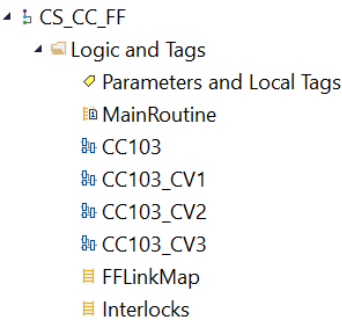 CS_CC_FF
Logic and Tags
Parameters and Local Tags
MainRoutine
CC103
CC103_CV1
CC103_CV2
CC103_CV3
FFLinkMap
Interlocks